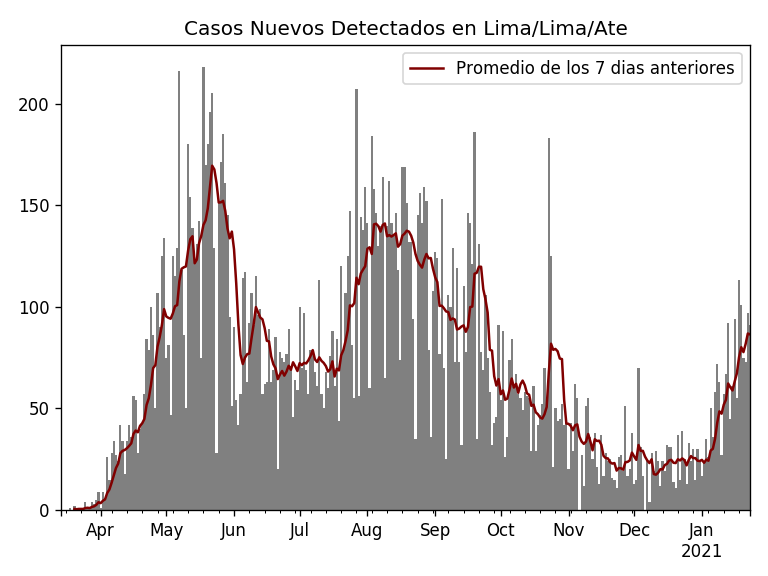 Casos Nuevos Detectados en Lima/Lima/Ate
Promedio de los 7 dias anteriores
200
150
100
50
0
Apr May Jun Jul Aug Sep Oct Nov Dec Jan
2021